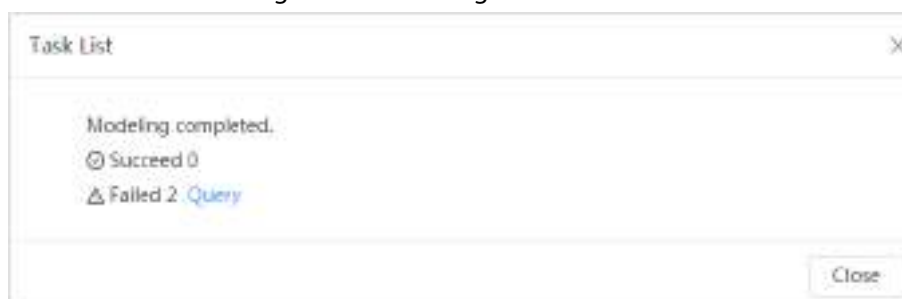 Task List
Modeling completed.
Succeed 0
Failed 2 Query
Close